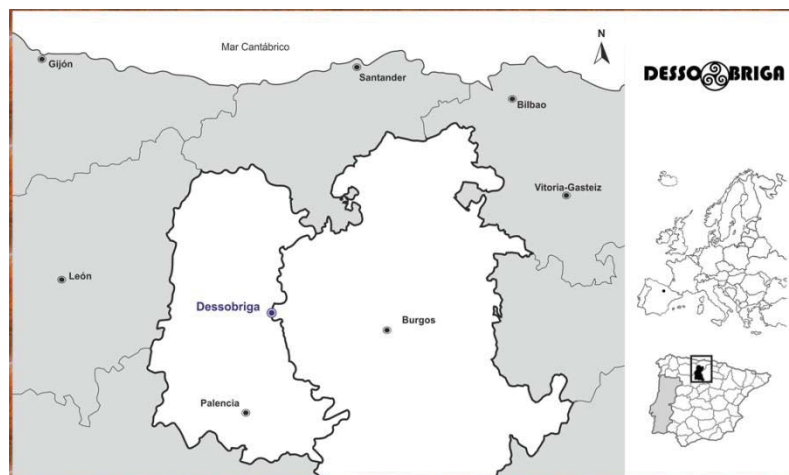 Mar Cantábrico
N
Gijón
Santander
Bilbao
Vitoria-Gasteiz
León
Dessobriga
Burgos
Palencia
DESSOBRIGA